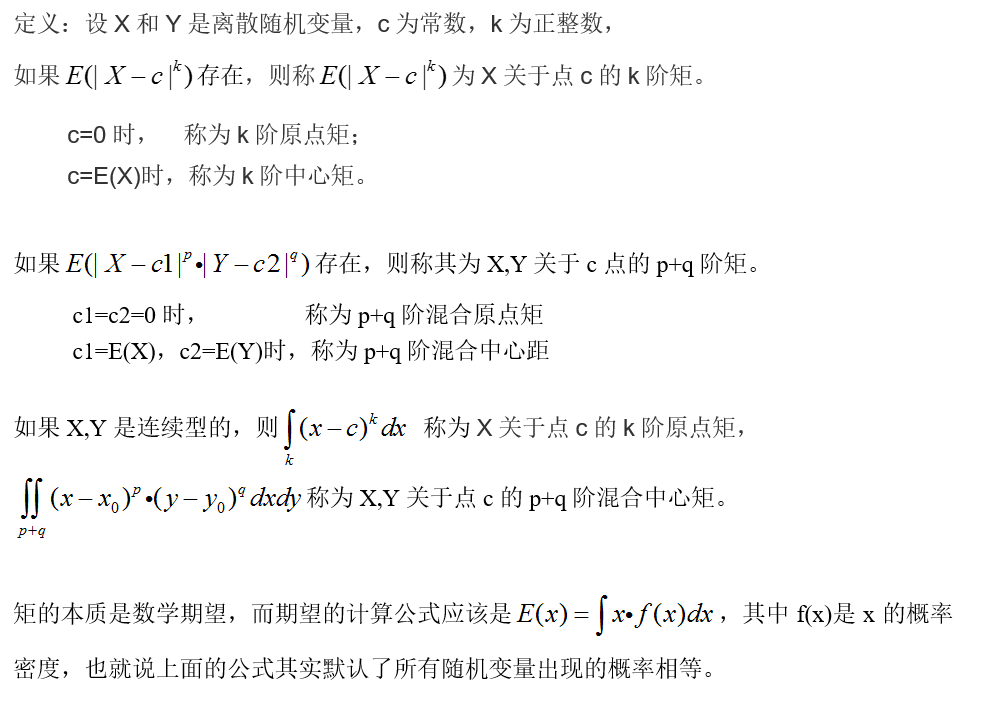 定义：设 X 和 Y 是离散随机变量，c 为常数，k 为正整数，
如果 E(| X − c |^k) 存在，则称 E(| X − c |^k) 为 X 关于点 c 的 k 阶矩。
c=0 时， 称为 k 阶原点矩；
c=E(X)时，称为 k 阶中心矩。
如果 E(| X − c1|^p •| Y − c2|^q) 存在，则称其为 X,Y 关于 c 点的 p+q 阶矩。
c1=c2=0 时， 称为 p+q 阶混合原点矩
c1=E(X)，c2=E(Y)时，称为 p+q 阶混合中心距
如果 X,Y 是连续型的，则 ∫_k (x − c)^k dx 称为 X 关于点 c 的 k 阶原点矩，
∬_{p+q} (x − x_0)^p •(y − y_0)^q dxdy 称为 X,Y 关于点 c 的 p+q 阶混合中心矩。
矩的本质是数学期望，而期望的计算公式应该是 E(x) = ∫ x• f (x)dx ，其中 f(x)是 x 的概率
密度，也就说上面的公式其实默认了所有随机变量出现的概率相等。